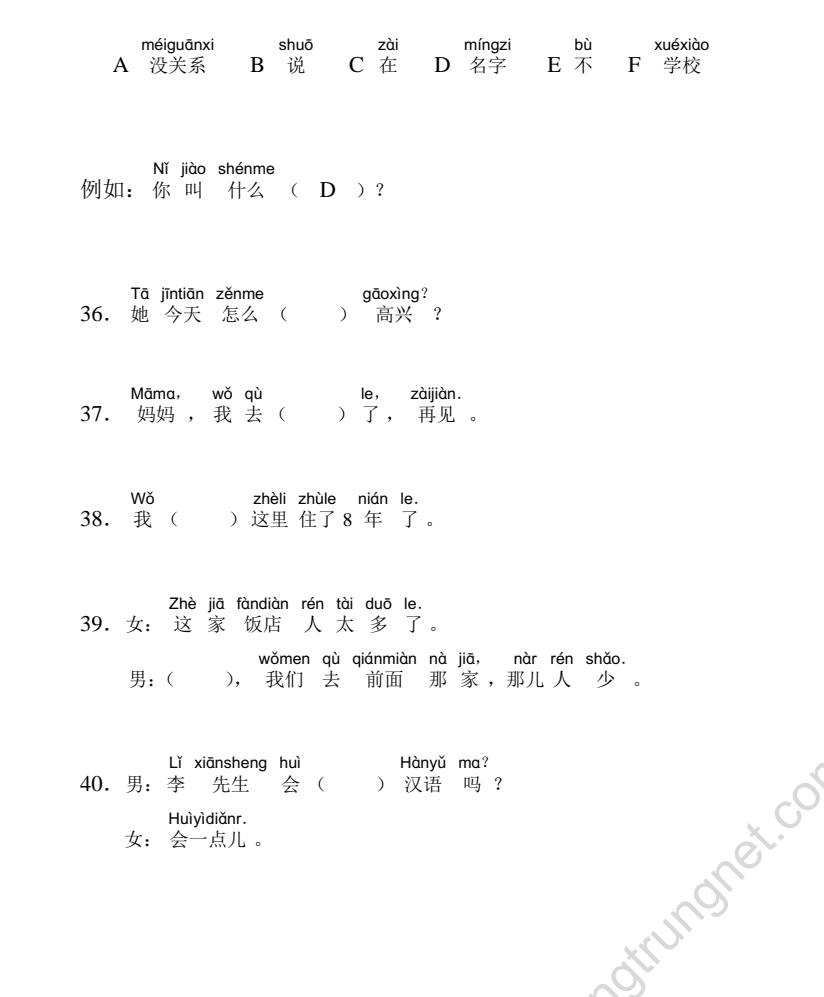 méiguānxi shuō zài míngzi bù xuéxiào
A 没关系 B 说 C 在 D 名字 E 不 F 学校
Nǐ jiào shénme
例如：你 叫 什么 （ D ）？
Tā jīntiān zěnme gāoxìng？
36． 她 今天 怎么 （ ） 高兴 ？
Māma， wǒ qù le， zàijiàn．
37． 妈妈 ，我 去 （ ）了，再见 。
Wǒ zhèli zhùle nián le．
38． 我 （ ）这里 住了 8 年 了 。
Zhè jiā fàndiàn rén tài duō le．
39．女： 这 家 饭店 人 太 多 了 。
wǒmen qù qiánmiàn nà jiā， nàr rén shǎo．
男：（ ）， 我们 去 前面 那 家 ，那儿 人 少 。
Lǐ xiānsheng huì Hànyǔ ma？
40．男： 李 先生 会 （ ） 汉语 吗 ？
Huìyìdiǎnr．
女： 会一点儿 。